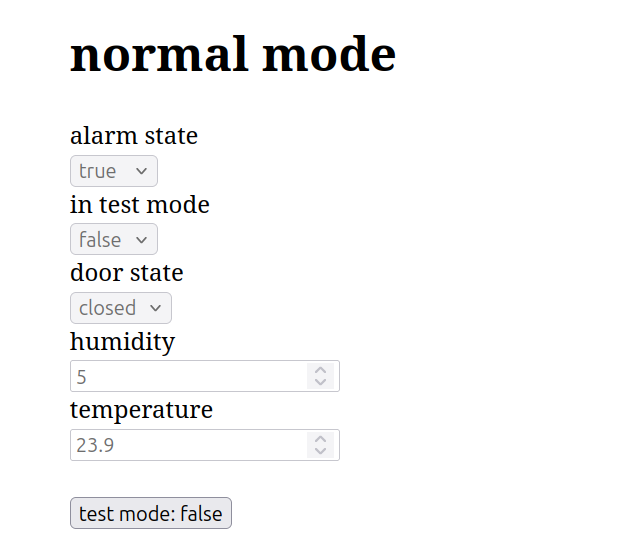 normal mode
alarm state
true
in test mode
false
door state
closed
humidity
5
temperature
23.9
test mode: false